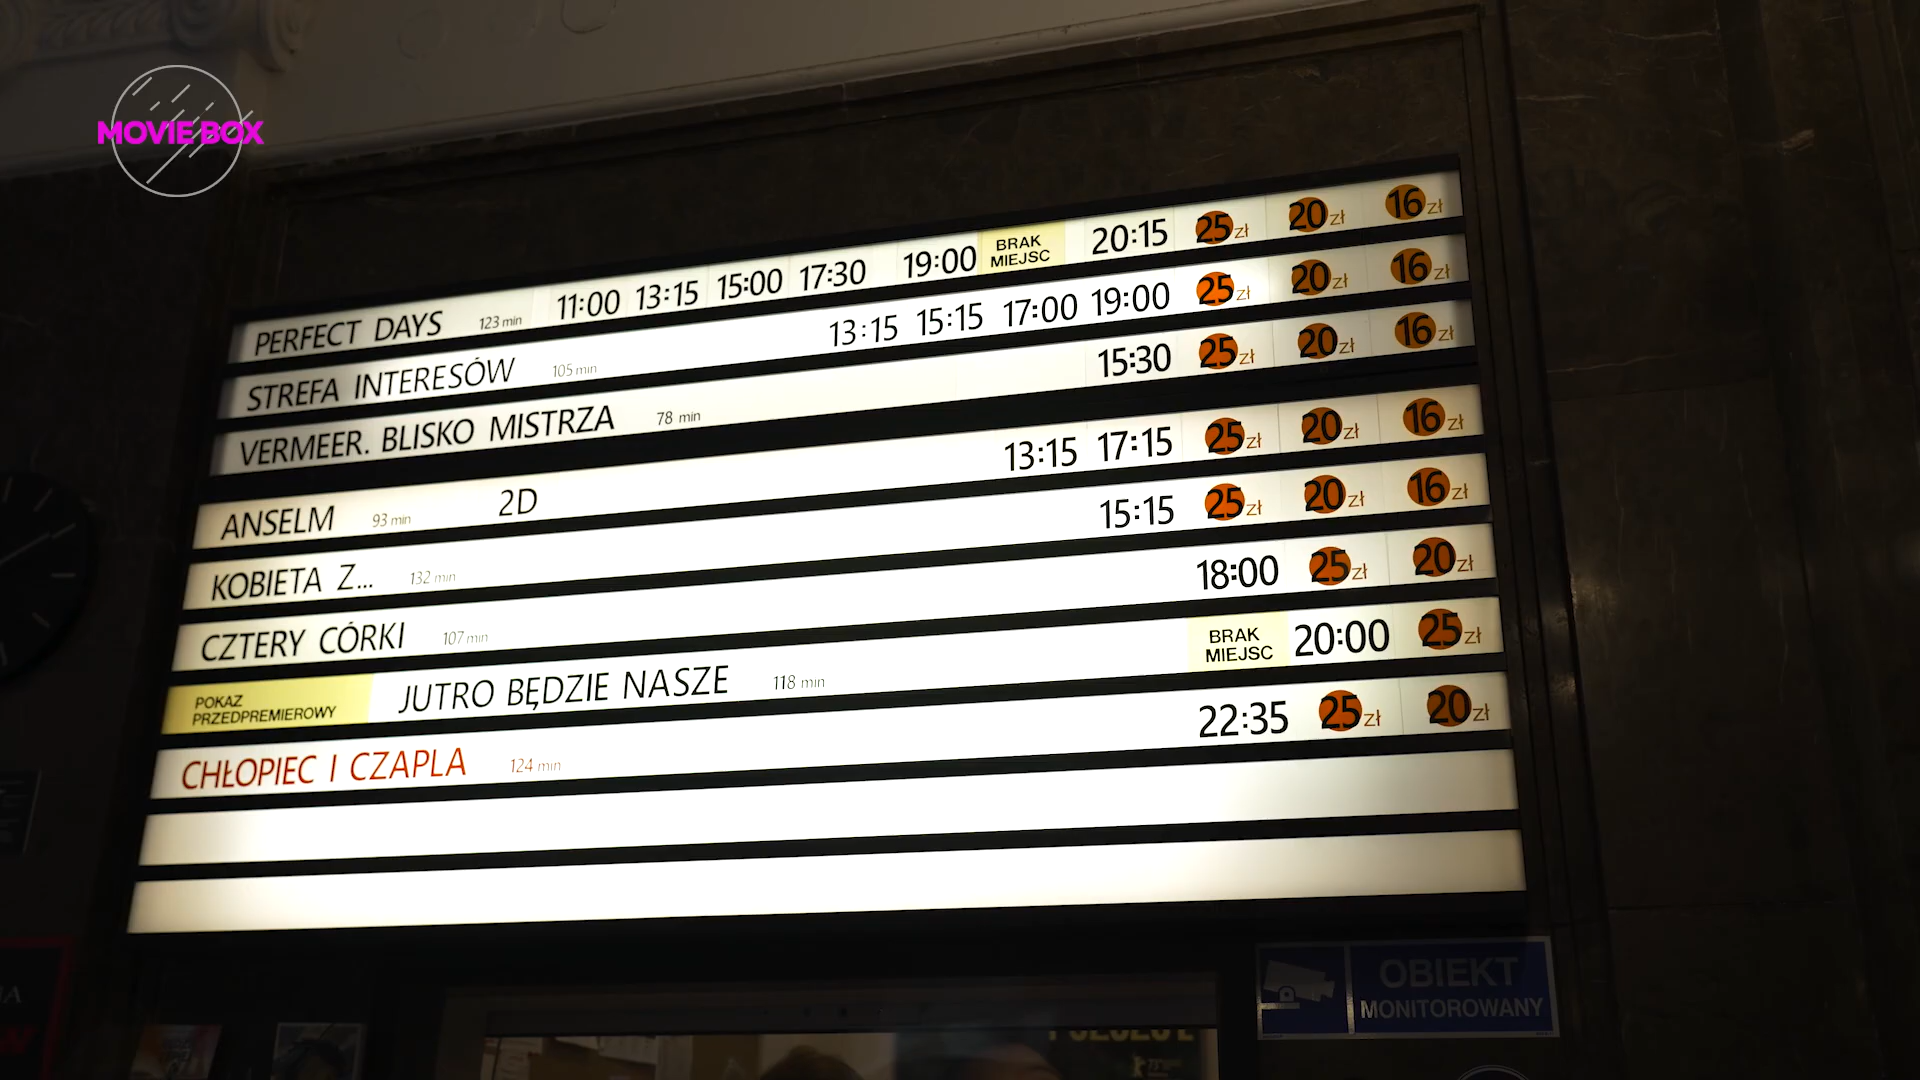 MOVIE BOX
PERFECT DAYS 123 min 11:00 13:15 15:00 17:30 19:00 BRAK MIEJSC 20:15 25 zł 20 zł 16 zł
STREFA INTERESÓW 105 min 13:15 15:15 17:00 19:00 25 zł 20 zł 16 zł
VERMEER. BLISKO MISTRZA 78 min 15:30 25 zł 20 zł 16 zł
ANSELM 93 min 2D 13:15 17:15 25 zł 20 zł 16 zł
KOBIETA Z... 132 min 15:15 25 zł 20 zł 16 zł
CZTERY CÓRKI 107 min 18:00 25 zł 20 zł
POKAZ PRZEDPREMIEROWY JUTRO BĘDZIE NASZE 118 min BRAK MIEJSC 20:00 25 zł
CHŁOPIEC I CZAPLA 124 min 22:35 25 zł 20 zł
OBIEKT
MONITOROWANY